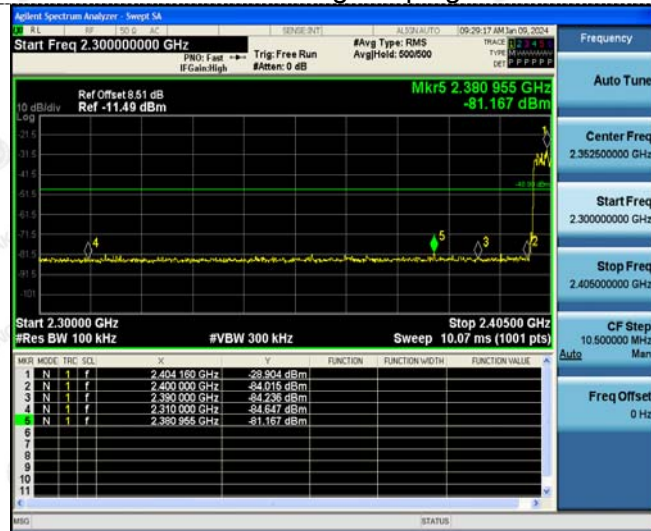 Agilent Spectrum Analyzer - Swept SA
RL RF 50 Ω AC SENSE:INT ALIGNAUTO 09:29:17 AM Jan 09, 2024
Start Freq 2.300000000 GHz
PNO: Fast
IFGain:High
Trig: Free Run
#Atten: 0 dB
#Avg Type: RMS
Avg|Hold: 500/500
TRACE 1 2 3 4 5 6
TYPE
DET P P P P P P
Frequency
Auto Tune
Center Freq
2.352500000 GHz
Start Freq
2.300000000 GHz
Stop Freq
2.405000000 GHz
CF Step
10.500000 MHz
Auto Man
Freq Offset
0 Hz
Ref Offset 8.51 dB
Ref -11.49 dBm
10 dB/div
Log
Mkr5 2.380 955 GHz
-81.167 dBm
-21.5
-31.5
-41.5
-51.5
-61.5
-71.5
-81.5
-91.5
-101
1
4
5
3
2
Start 2.30000 GHz
#Res BW 100 kHz
#VBW 300 kHz
Stop 2.40500 GHz
Sweep 10.07 ms (1001 pts)
MKR MODE TRC SCL X Y FUNCTION FUNCTION WIDTH FUNCTION VALUE
1 N 1 f 2.404 160 GHz -28.904 dBm
2 N 1 f 2.400 000 GHz -84.015 dBm
3 N 1 f 2.390 000 GHz -84.236 dBm
4 N 1 f 2.310 000 GHz -84.647 dBm
5 N 1 f 2.380 955 GHz -81.167 dBm
6
7
8
9
10
11
MSG STATUS